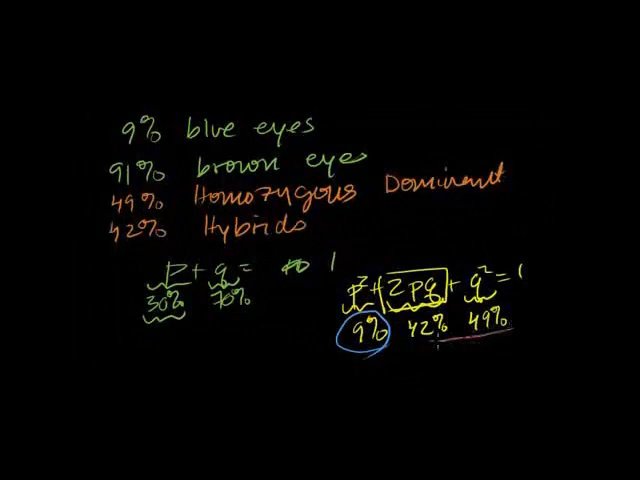 9% blue eyes
91% brown eye
49% Homozygous Dominant
42% Hybrids
p + q = 1
30% 70%
p² + 2pq + q² = 1
9% 42% 49%